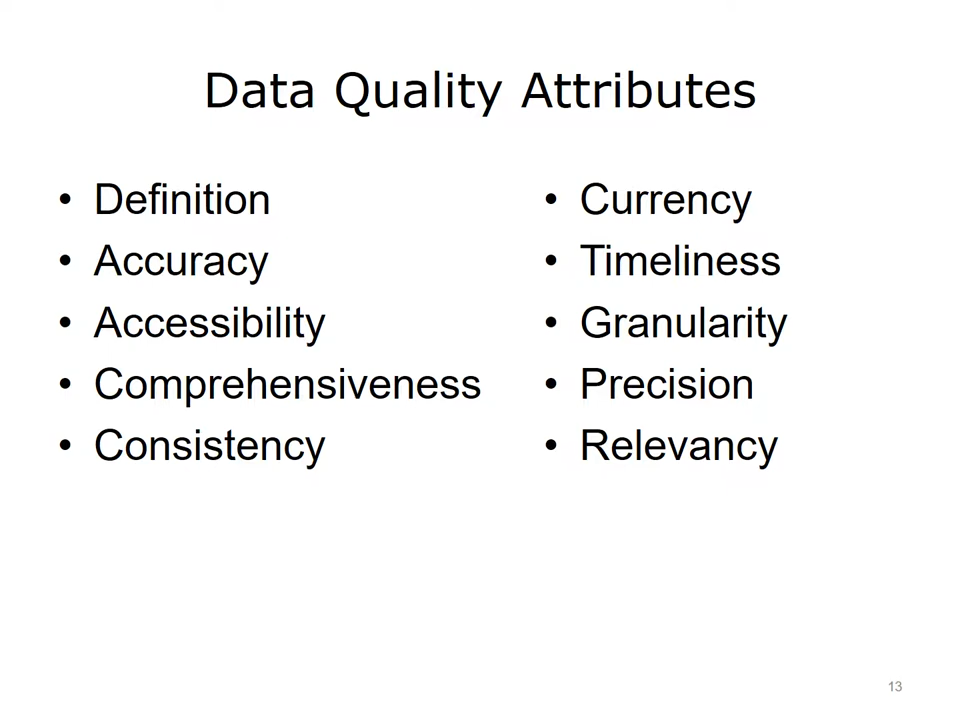 Data Quality Attributes
• Definition
• Accuracy
• Accessibility
• Comprehensiveness
• Consistency
• Currency
• Timeliness
• Granularity
• Precision
• Relevancy
13